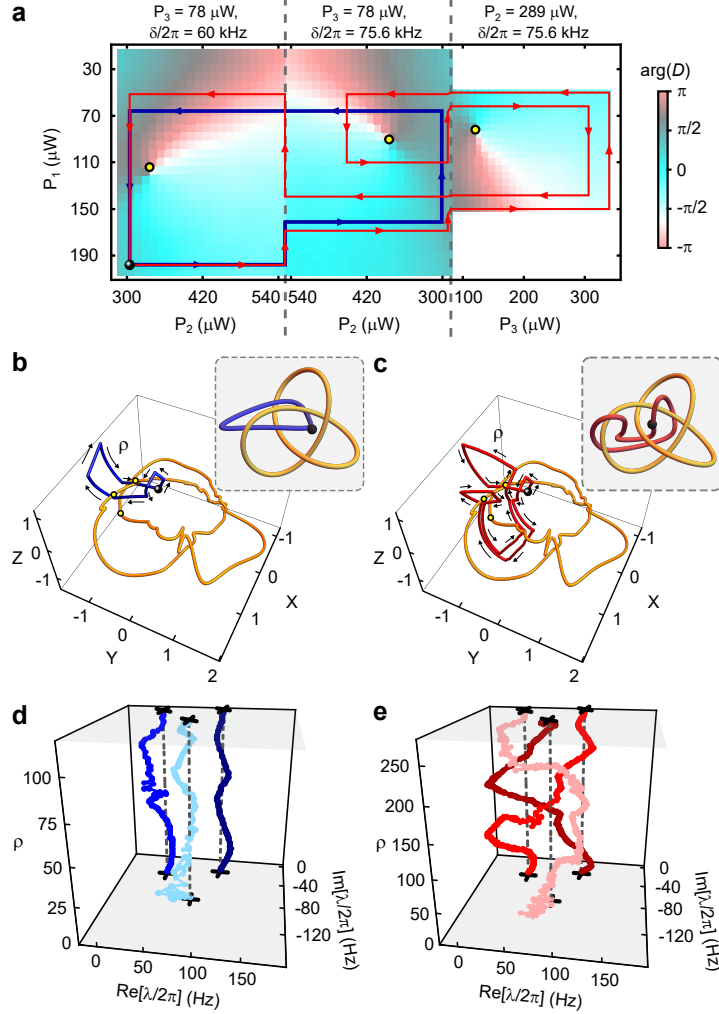 a
P₃ = 78 μW,
δ/2π = 60 kHz
P₃ = 78 μW,
δ/2π = 75.6 kHz
P₂ = 289 μW,
δ/2π = 75.6 kHz
P₁ (μW)
30
70
110
150
190
300
420
540
P₂ (μW)
540
420
300
P₂ (μW)
100
200
300
P₃ (μW)
arg(D)
π
π/2
0
-π/2
-π
b
ρ
1
0
-1
Z
-1
0
1
2
Y
-1
0
1
X
c
ρ
1
0
-1
Z
-1
0
1
2
Y
-1
0
1
X
d
100
75
50
25
0
ρ
0
50
100
150
Re[λ/2π] (Hz)
0
-40
-80
-120
Im[λ/2π] (Hz)
e
250
200
150
100
50
0
ρ
0
50
100
150
Re[λ/2π] (Hz)
0
-40
-80
-120
Im[λ/2π] (Hz)